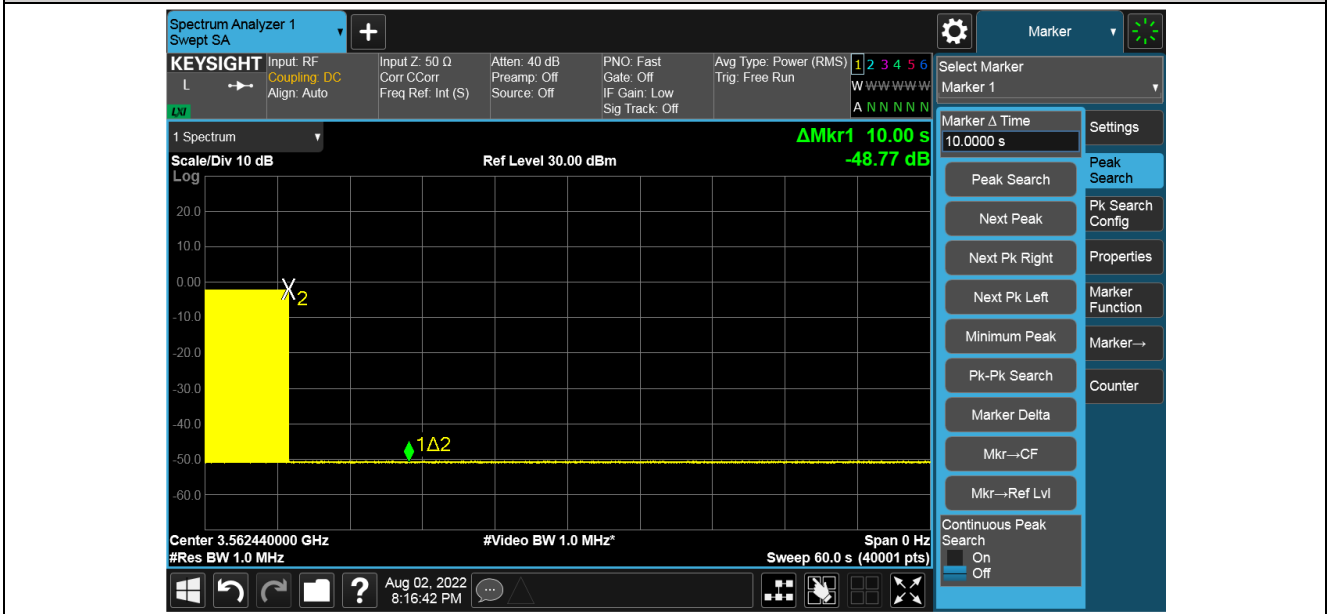 Spectrum Analyzer 1
Swept SA
Marker
KEYSIGHT
L
LXI
Input: RF
Coupling: DC
Align: Auto
Input Z: 50 Ω
Corr CCorr
Freq Ref: Int (S)
Atten: 40 dB
Preamp: Off
Source: Off
PNO: Fast
Gate: Off
IF Gain: Low
Sig Track: Off
Avg Type: Power (RMS)
Trig: Free Run
1 2 3 4 5 6
W W W W W W
A N N N N N
Select Marker
Marker 1
1 Spectrum
ΔMkr1 10.00 s
-48.77 dB
Scale/Div 10 dB
Ref Level 30.00 dBm
Log
20.0
10.0
0.00
-10.0
-20.0
-30.0
-40.0
-50.0
-60.0
2
1Δ2
Center 3.562440000 GHz
#Video BW 1.0 MHz*
Span 0 Hz
#Res BW 1.0 MHz
Sweep 60.0 s (40001 pts)
Marker Δ Time
10.0000 s
Peak Search
Next Peak
Next Pk Right
Next Pk Left
Minimum Peak
Pk-Pk Search
Marker Delta
Mkr→CF
Mkr→Ref Lvl
Continuous Peak
Search
On
Off
Settings
Peak
Search
Pk Search
Config
Properties
Marker
Function
Marker→
Counter
?
Aug 02, 2022
8:16:42 PM